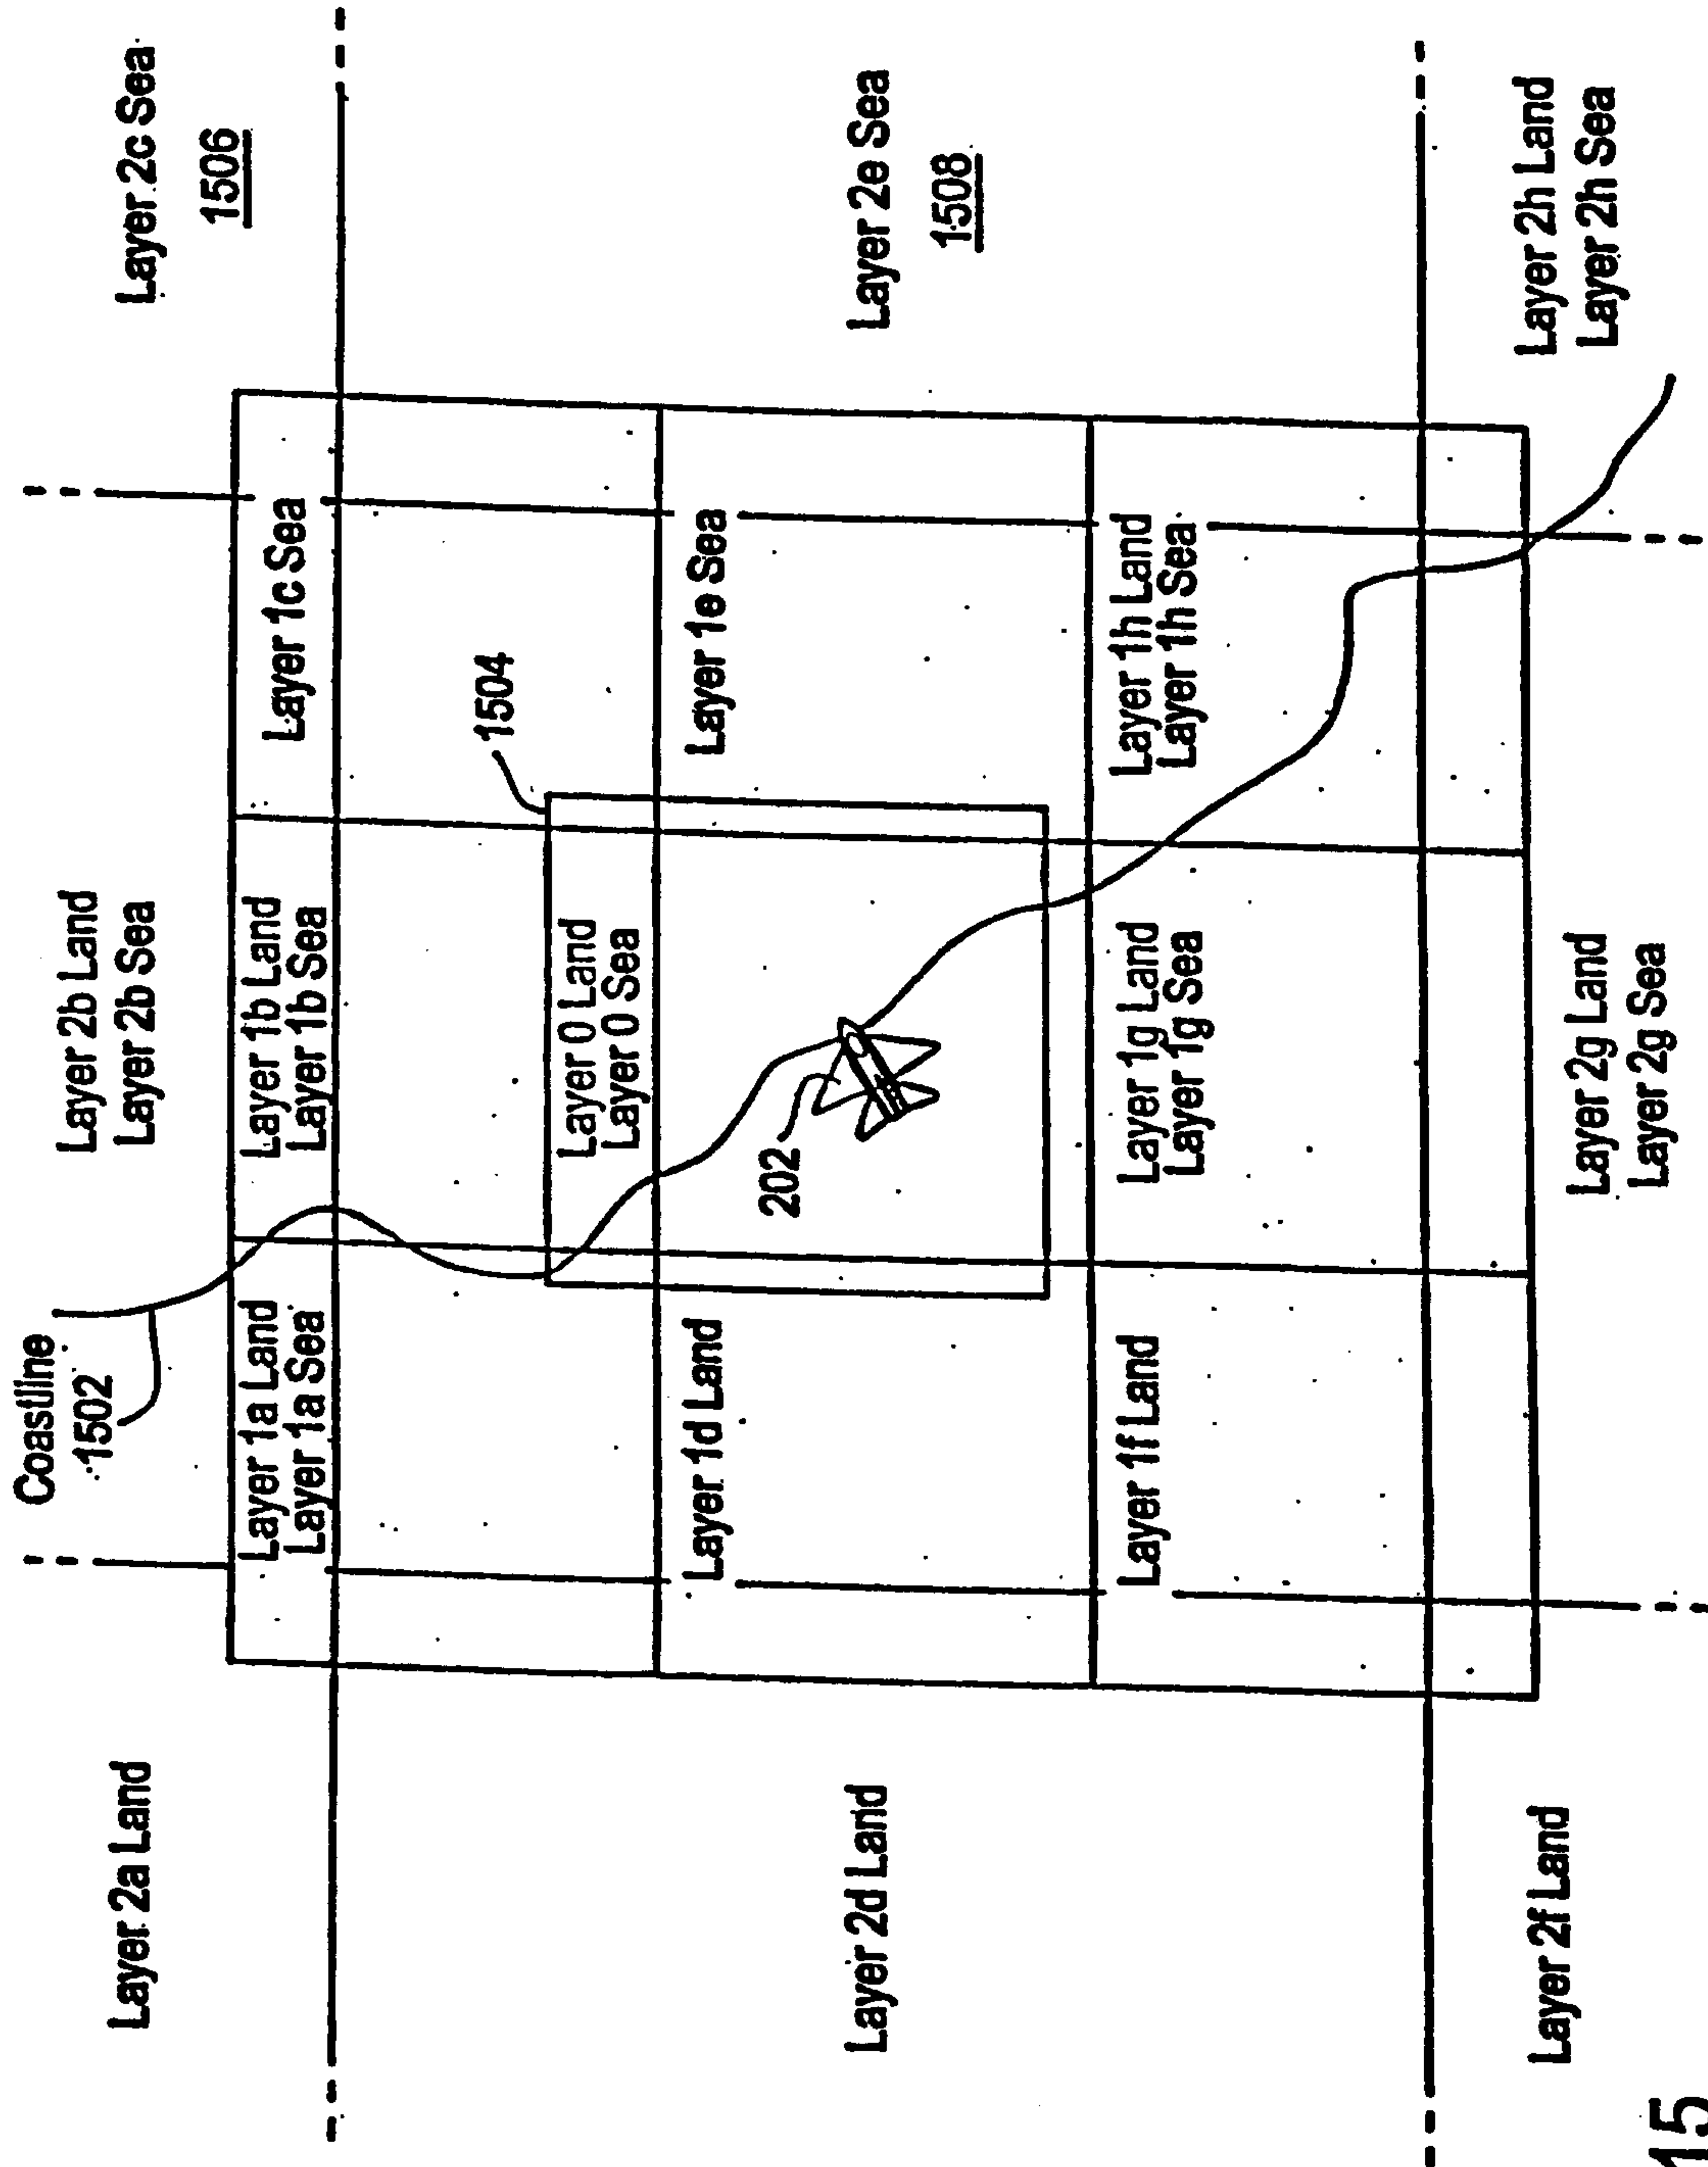 Coastline
1502
Layer 2a Land
Layer 2b Land
Layer 2b Sea
Layer 2c Sea
1506
Layer 1a Land
Layer 1a Sea
Layer 1b Land
Layer 1b Sea
Layer 1c Sea
1504
Layer 0 Land
Layer 0 Sea
Layer 1d Land
Layer 1e Sea
202
Layer 2d Land
Layer 2e Sea
1508
Layer 1f Land
Layer 1g Land
Layer 1g Sea
Layer 1h Land
Layer 1h Sea
Layer 2f Land
Layer 2g Land
Layer 2g Sea
Layer 2h Land
Layer 2h Sea
15